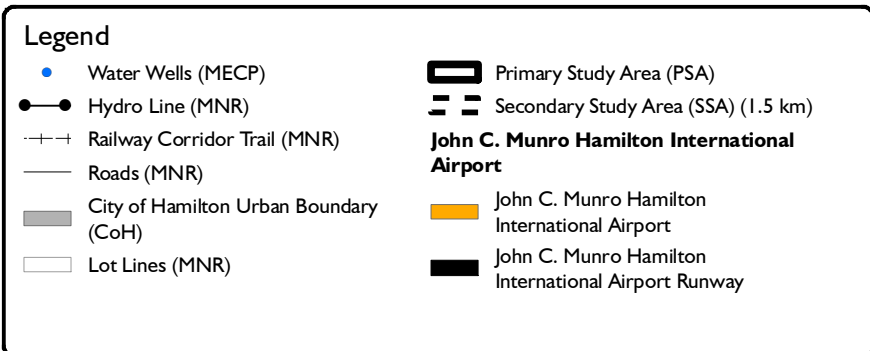 Legend
Water Wells (MECP)
Hydro Line (MNR)
Railway Corridor Trail (MNR)
Roads (MNR)
City of Hamilton Urban Boundary
(CoH)
Lot Lines (MNR)
Primary Study Area (PSA)
Secondary Study Area (SSA) (1.5 km)
John C. Munro Hamilton International
Airport
John C. Munro Hamilton
International Airport
John C. Munro Hamilton
International Airport Runway